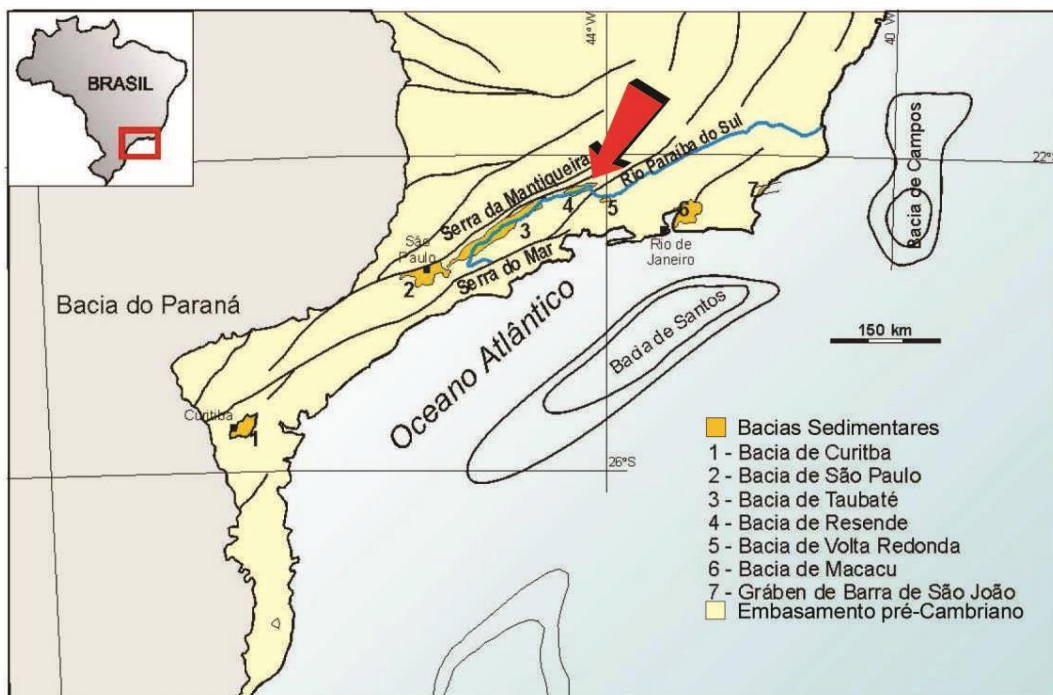 BRASIL
44° W
40 W
22°
Bacia de Campos
Serra da Mantiqueira
Rio Paraíba do Sul
7
4
5
6
3
São
Paulo
2
Serra do Mar
Rio de
Janeiro
Bacia do Paraná
Oceano Atlântico
Bacia de Santos
150 km
Curitiba
1
26°S
Bacias Sedimentares
1 - Bacia de Curitba
2 - Bacia de São Paulo
3 - Bacia de Taubaté
4 - Bacia de Resende
5 - Bacia de Volta Redonda
6 - Bacia de Macacu
7 - Gráben de Barra de São João
Embasamento pré-Cambriano